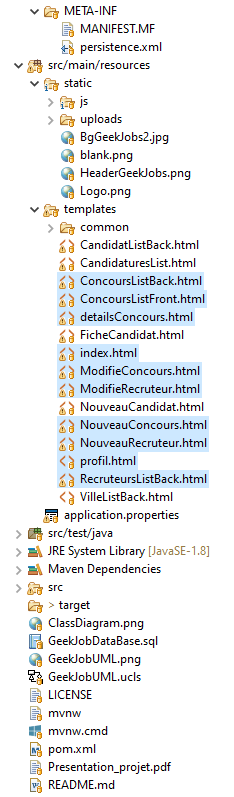 META-INF
MANIFEST.MF
persistence.xml
src/main/resources
static
js
uploads
BgGeekJobs2.jpg
blank.png
HeaderGeekJobs.png
Logo.png
templates
common
CandidatListBack.html
CandidaturesList.html
ConcoursListBack.html
ConcoursListFront.html
detailsConcours.html
FicheCandidat.html
index.html
ModifieConcours.html
ModifieRecruteur.html
NouveauCandidat.html
NouveauConcours.html
NouveauRecruteur.html
profil.html
RecruteursListBack.html
VilleListBack.html
application.properties
src/test/java
JRE System Library [JavaSE-1.8]
Maven Dependencies
src
> target
ClassDiagram.png
GeekJobDataBase.sql
GeekJobUML.png
GeekJobUML.ucls
LICENSE
mvnw
mvnw.cmd
pom.xml
Presentation_projet.pdf
README.md